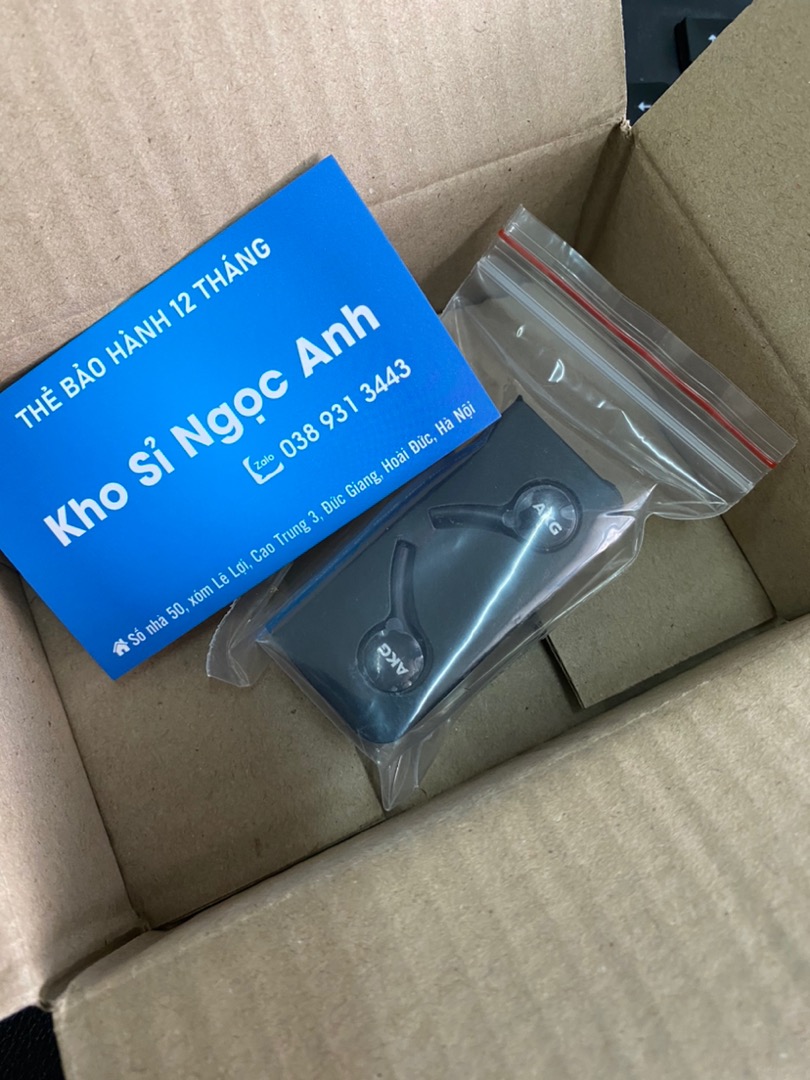 THẺ BẢO HÀNH 12 THÁNG
Kho Sỉ Ngọc Anh
Zalo 038 931 3443
Số nhà 50, xóm Lê Lợi, Cao Trung 3, Đức Giang, Hoài Đức, Hà Nội
AKG
AKG